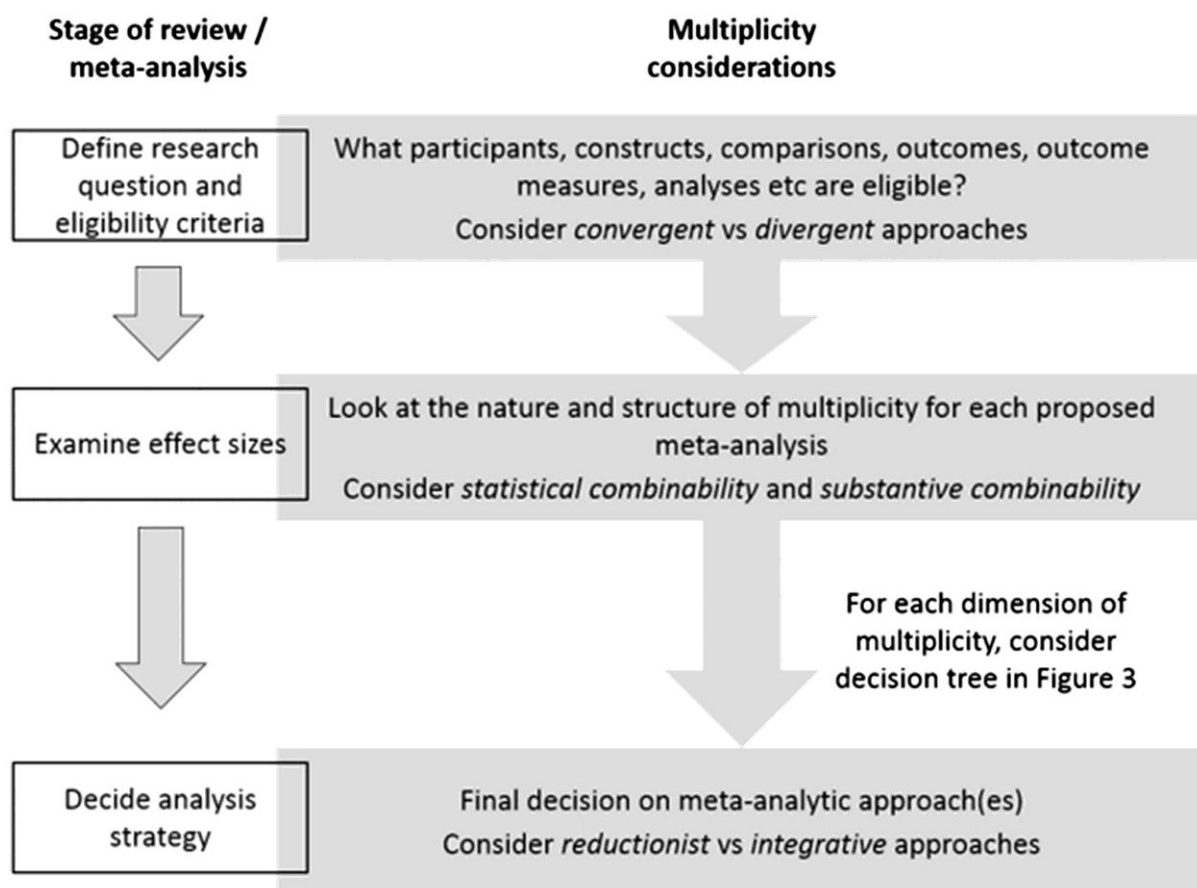 Stage of review /
meta-analysis
Multiplicity
considerations
Define research
question and
eligibility criteria
What participants, constructs, comparisons, outcomes, outcome
measures, analyses etc are eligible?
Consider convergent vs divergent approaches
Examine effect sizes
Look at the nature and structure of multiplicity for each proposed
meta-analysis
Consider statistical combinability and substantive combinability
For each dimension of
multiplicity, consider
decision tree in Figure 3
Decide analysis
strategy
Final decision on meta-analytic approach(es)
Consider reductionist vs integrative approaches